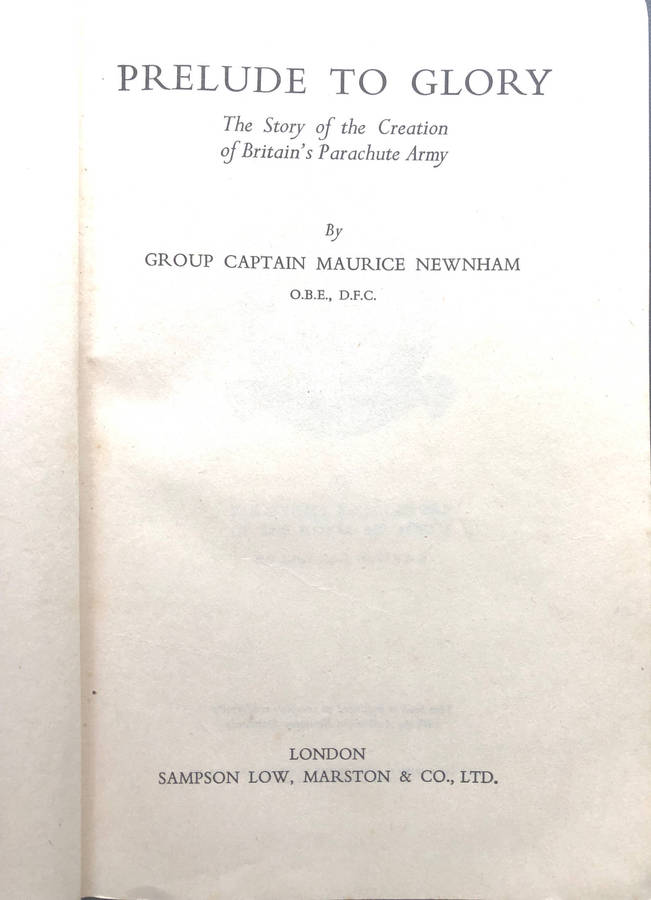 PRELUDE TO GLORY
The Story of the Creation
of Britain's Parachute Army
By
GROUP CAPTAIN MAURICE NEWNHAM
O.B.E., D.F.C.
LONDON
SAMPSON LOW, MARSTON & CO., LTD.